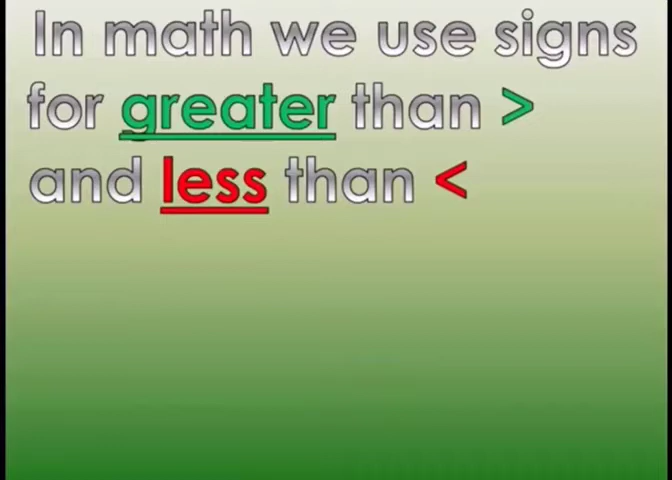 In math we use signs
for greater than >
and less than <